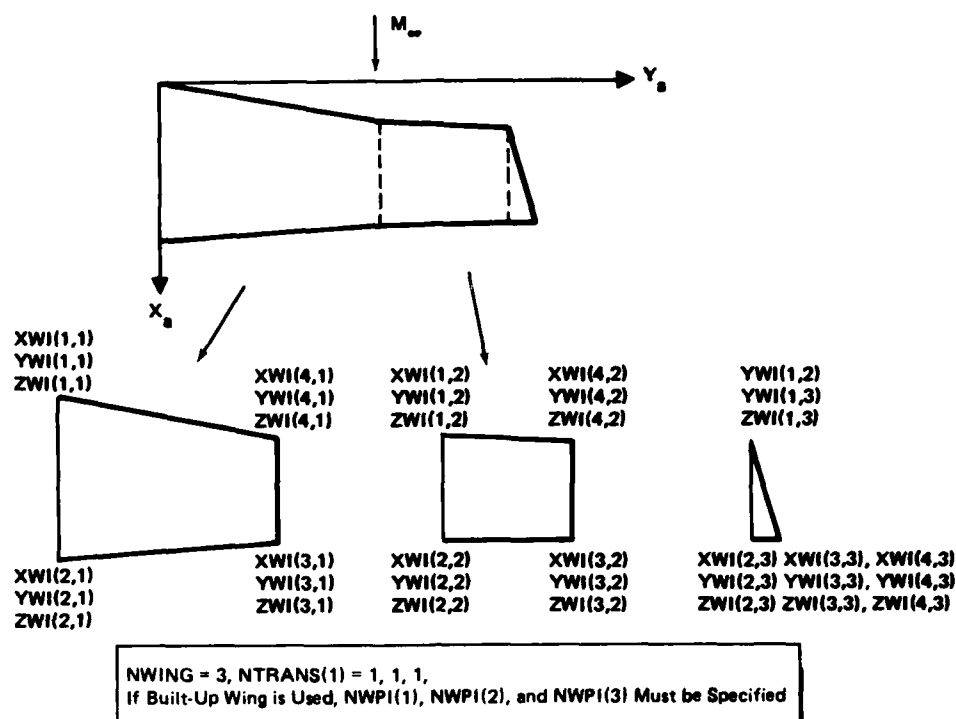 M∞
Yₐ
Xₐ
XWI(1,1)
YWI(1,1)
ZWI(1,1)
XWI(4,1)
YWI(4,1)
ZWI(4,1)
XWI(1,2)
YWI(1,2)
ZWI(1,2)
XWI(4,2)
YWI(4,2)
ZWI(4,2)
YWI(1,2)
YWI(1,3)
ZWI(1,3)
XWI(2,1)
YWI(2,1)
ZWI(2,1)
XWI(3,1)
YWI(3,1)
ZWI(3,1)
XWI(2,2)
YWI(2,2)
ZWI(2,2)
XWI(3,2)
YWI(3,2)
ZWI(3,2)
XWI(2,3) XWI(3,3), XWI(4,3)
YWI(2,3) YWI(3,3), YWI(4,3)
ZWI(2,3) ZWI(3,3), ZWI(4,3)
NWING = 3, NTRANS(1) = 1, 1, 1,
If Built-Up Wing is Used, NWPI(1), NWPI(2), and NWPI(3) Must be Specified